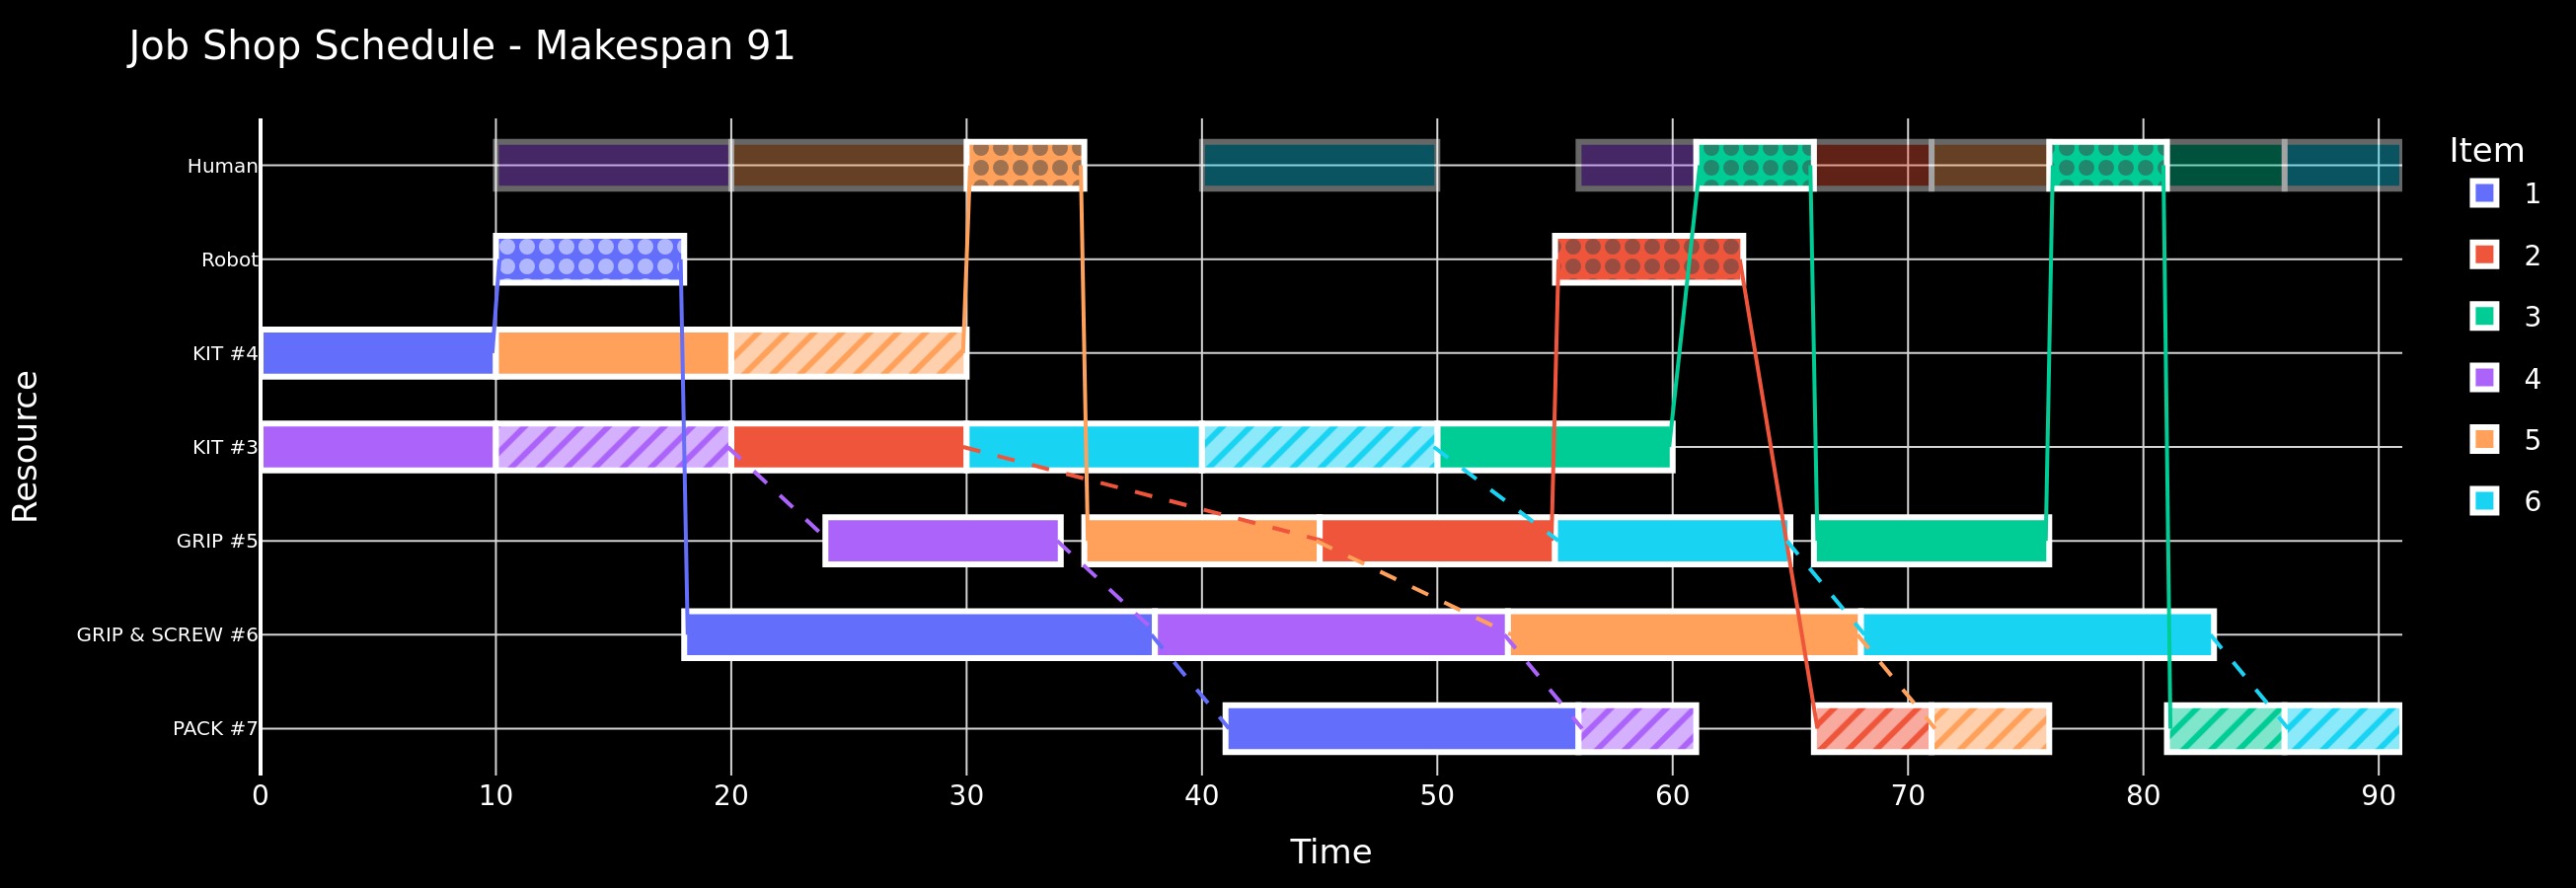 Job Shop Schedule - Makespan 91
Item
1
2
3
4
5
6
Resource
Human
Robot
KIT #4
KIT #3
GRIP #5
GRIP & SCREW #6
PACK #7
0 10 20 30 40 50 60 70 80 90
Time